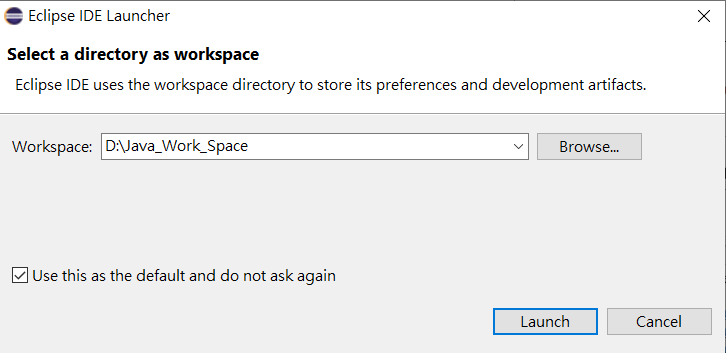 Eclipse IDE Launcher
Select a directory as workspace
Eclipse IDE uses the workspace directory to store its preferences and development artifacts.
Workspace: D:\Java_Work_Space Browse...
Use this as the default and do not ask again
Launch Cancel